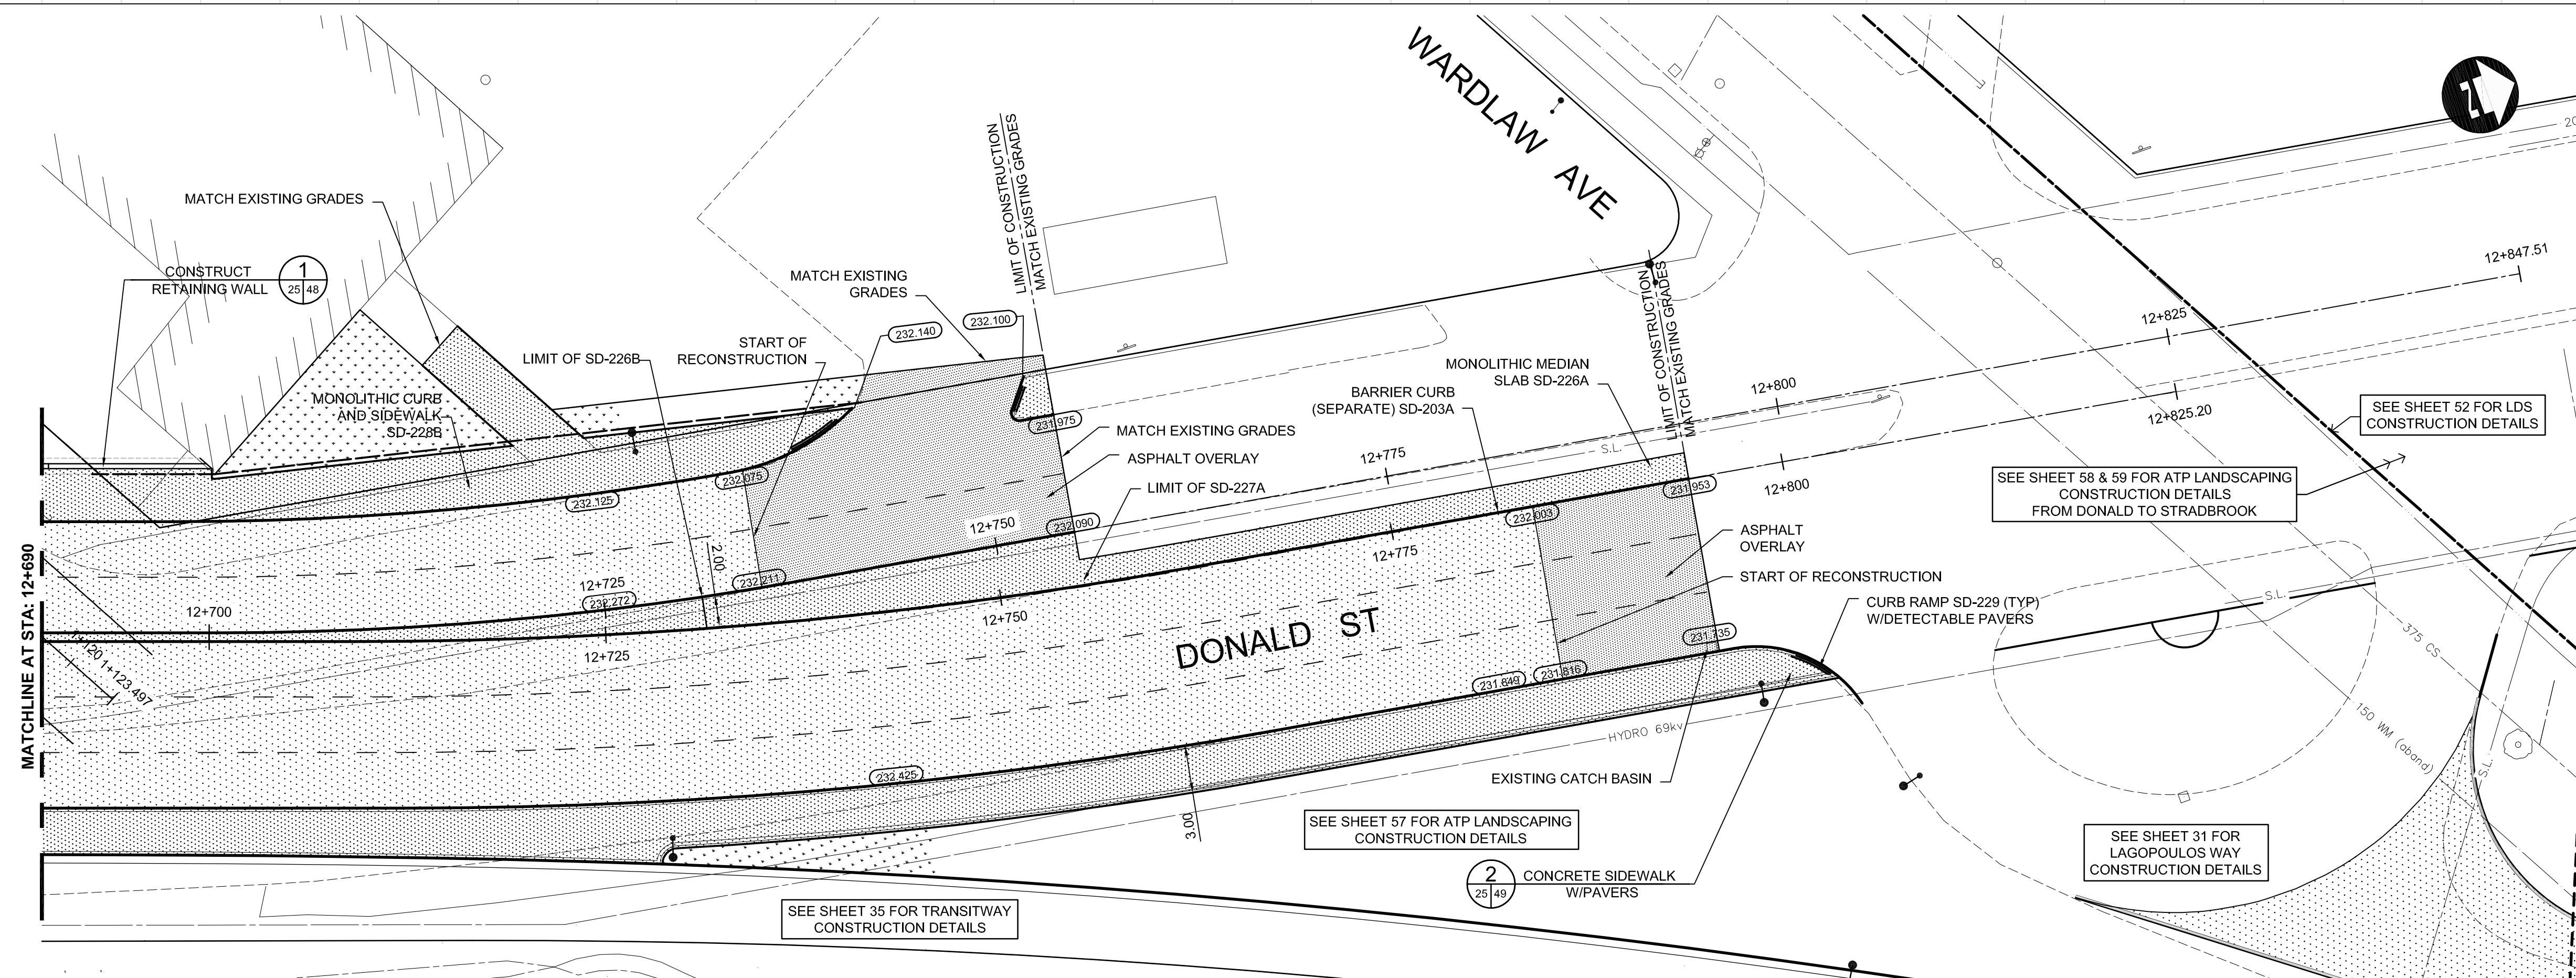 WARDLAW AVE
MATCH EXISTING GRADES
CONSTRUCT
RETAINING WALL
1
25 48
LIMIT OF CONSTRUCTION
MATCH EXISTING GRADES
MATCH EXISTING
GRADES
232.140
232.100
START OF
RECONSTRUCTION
LIMIT OF SD-226B
MONOLITHIC CURB
AND SIDEWALK
SD-228B
232.125
232.075
231.975
MATCH EXISTING GRADES
ASPHALT OVERLAY
LIMIT OF SD-227A
12+750
232.090
232.211
2.00
12+725
232.272
12+700
12+725
12+750
MATCHLINE AT STA: 12+690
1+120
1+123.497
LIMIT OF CONSTRUCTION
MATCH EXISTING GRADES
MONOLITHIC MEDIAN
SLAB SD-226A
BARRIER CURB
(SEPARATE) SD-203A
12+775
S.L.
12+800
12+825
12+847.51
12+825.20
12+800
231.953
232.003
12+775
ASPHALT
OVERLAY
START OF RECONSTRUCTION
CURB RAMP SD-229 (TYP)
W/DETECTABLE PAVERS
DONALD ST
231.735
231.816
231.849
232.425
3.00
HYDRO 69kv
EXISTING CATCH BASIN
SEE SHEET 57 FOR ATP LANDSCAPING
CONSTRUCTION DETAILS
2
25 49
CONCRETE SIDEWALK
W/PAVERS
SEE SHEET 35 FOR TRANSITWAY
CONSTRUCTION DETAILS
SEE SHEET 52 FOR LDS
CONSTRUCTION DETAILS
SEE SHEET 58 & 59 FOR ATP LANDSCAPING
CONSTRUCTION DETAILS
FROM DONALD TO STRADBROOK
S.L.
375 CS
150 WM (aband)
S.L.
SEE SHEET 31 FOR
LAGOPOULOS WAY
CONSTRUCTION DETAILS